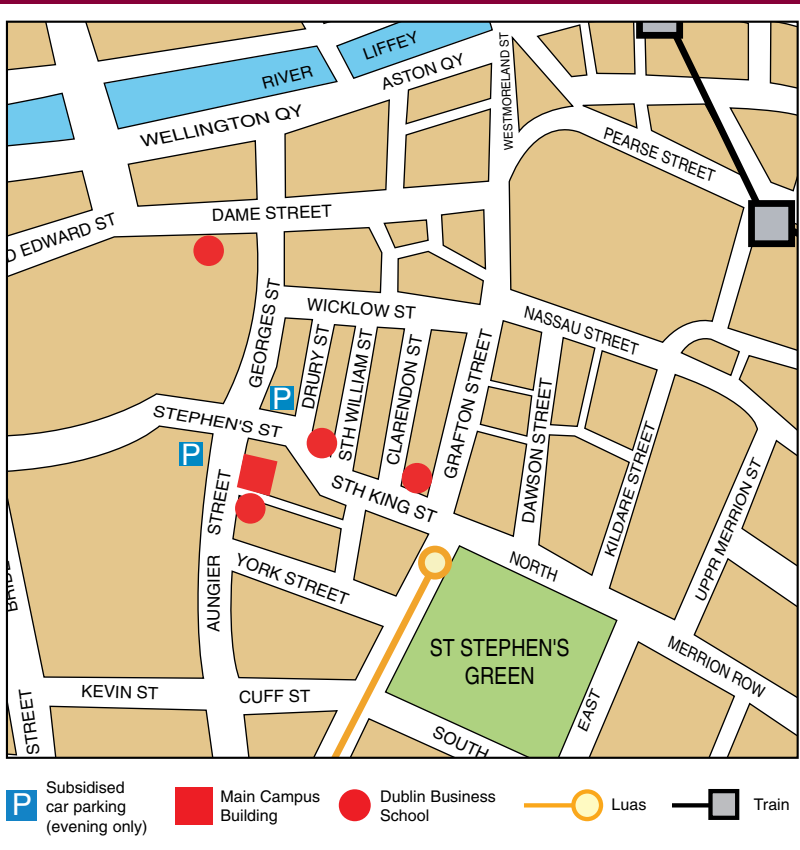 RIVER
LIFFEY
ASTON QY
WESTMORELAND ST
WELLINGTON QY
PEARSE STREET
DAME STREET
D EDWARD ST
GEORGES ST
WICKLOW ST
NASSAU STREET
DRURY ST
STH WILLIAM ST
CLARENDON ST
GRAFTON STREET
DAWSON STREET
KILDARE STREET
UPPR MERRION ST
P
STEPHEN'S ST
P
STH KING ST
AUNGIER STREET
YORK STREET
NORTH
ST STEPHEN'S
GREEN
MERRION ROW
EAST
SOUTH
KEVIN ST
CUFF ST
BRIDE
STREET
P
Subsidised
car parking
(evening only)
Main Campus
Building
Dublin Business
School
Luas
Train